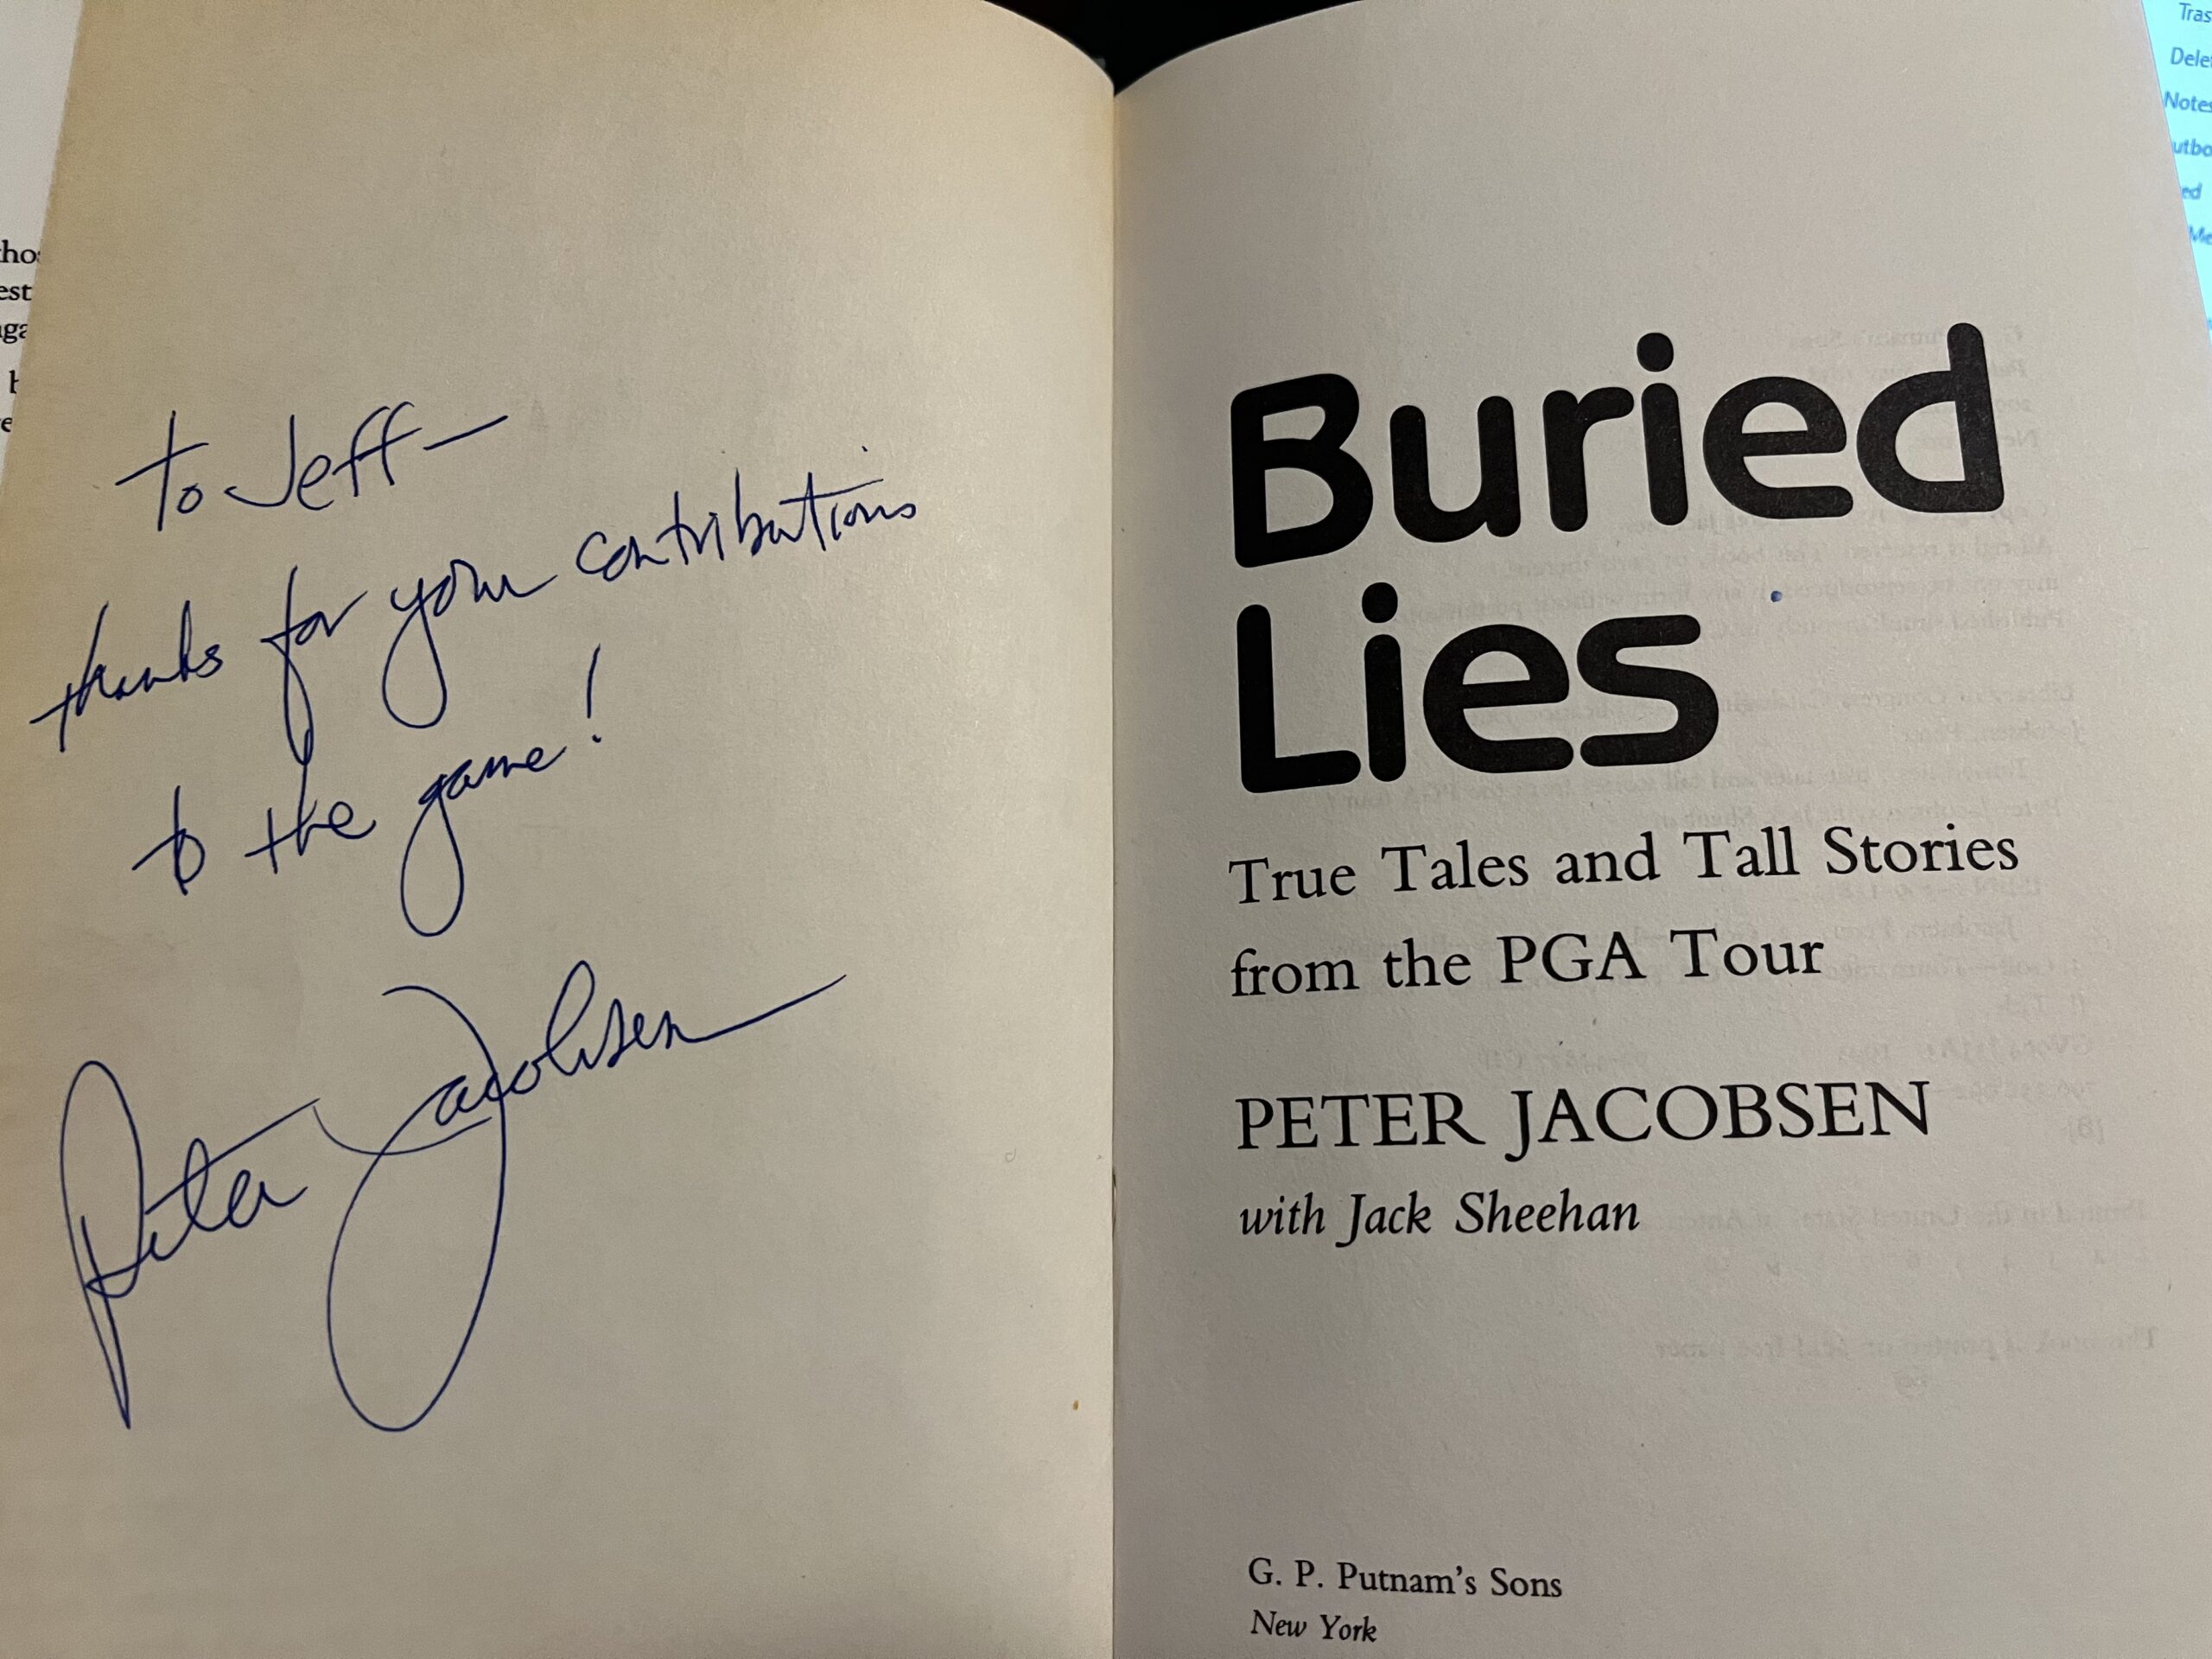 To Jeff—
thanks for your contributions
to the game!
Peter Jacobsen
Buried
Lies
True Tales and Tall Stories
from the PGA Tour
PETER JACOBSEN
with Jack Sheehan
G. P. Putnam's Sons
New York
Notes